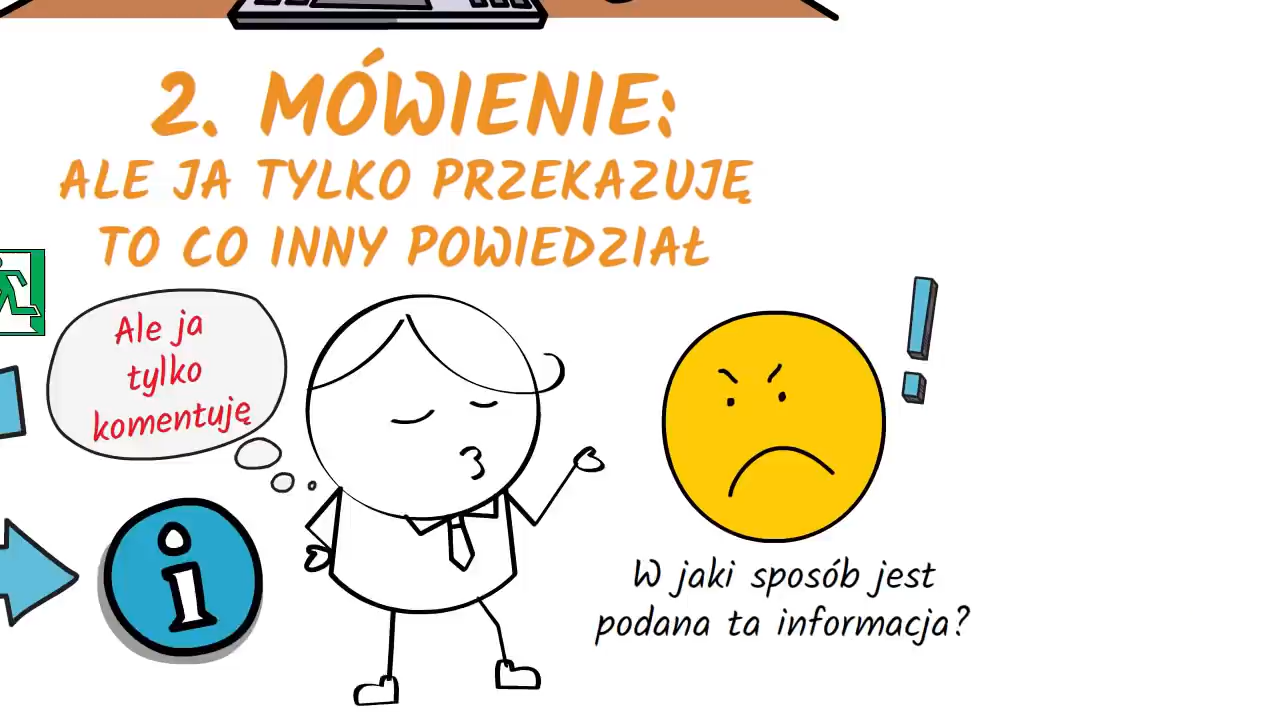 2. MÓWIENIE:
ALE JA TYLKO PRZEKAZUJĘ
TO CO INNY POWIEDZIAŁ
Ale ja
tylko
komentuję
i
W jaki sposób jest
podana ta informacja?